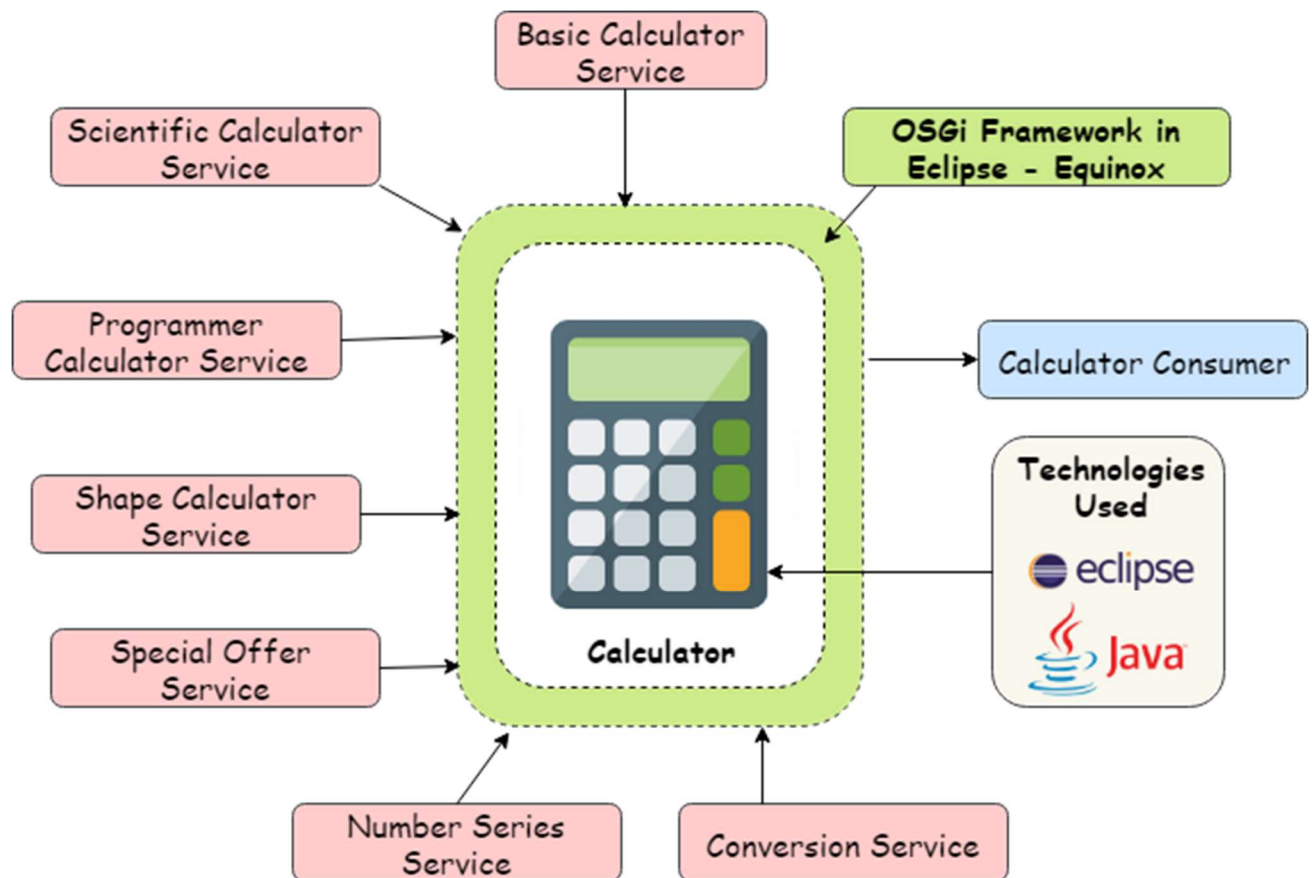 Basic Calculator
Service
Scientific Calculator
Service
OSGi Framework in
Eclipse - Equinox
Programmer
Calculator Service
Calculator Consumer
Shape Calculator
Service
Technologies
Used
eclipse
Java
Special Offer
Service
Calculator
Number Series
Service
Conversion Service